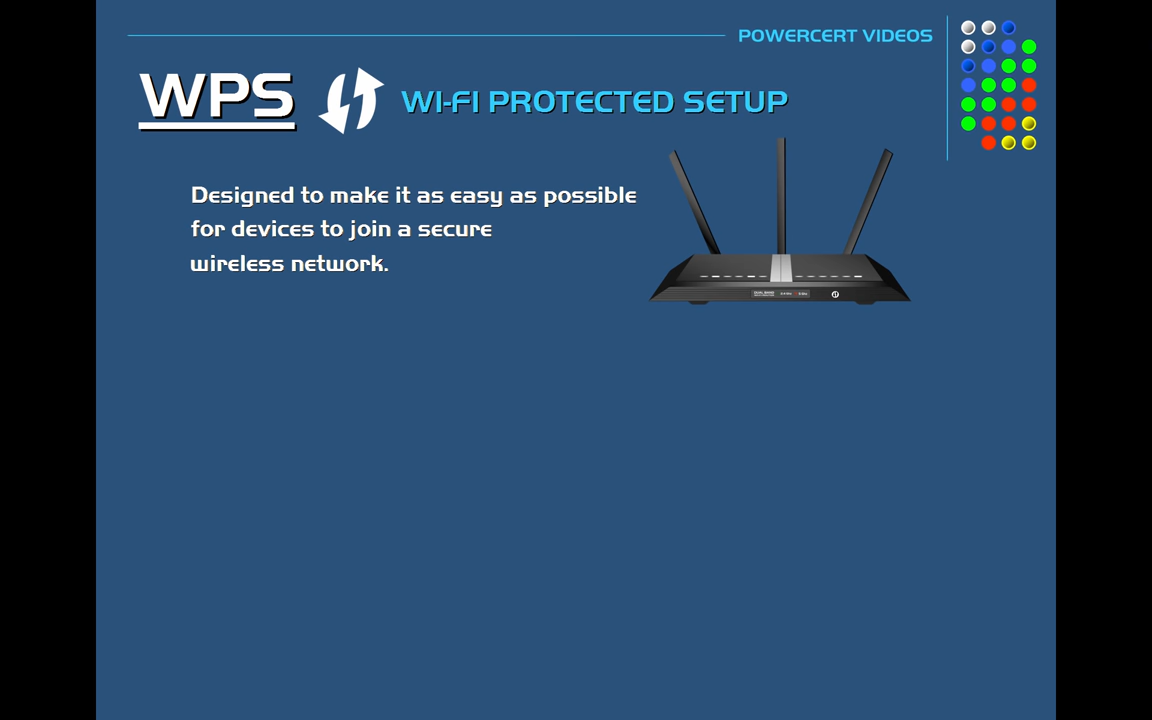 POWERCERT VIDEOS
WPS WI-FI PROTECTED SETUP
Designed to make it as easy as possible
for devices to join a secure
wireless network.